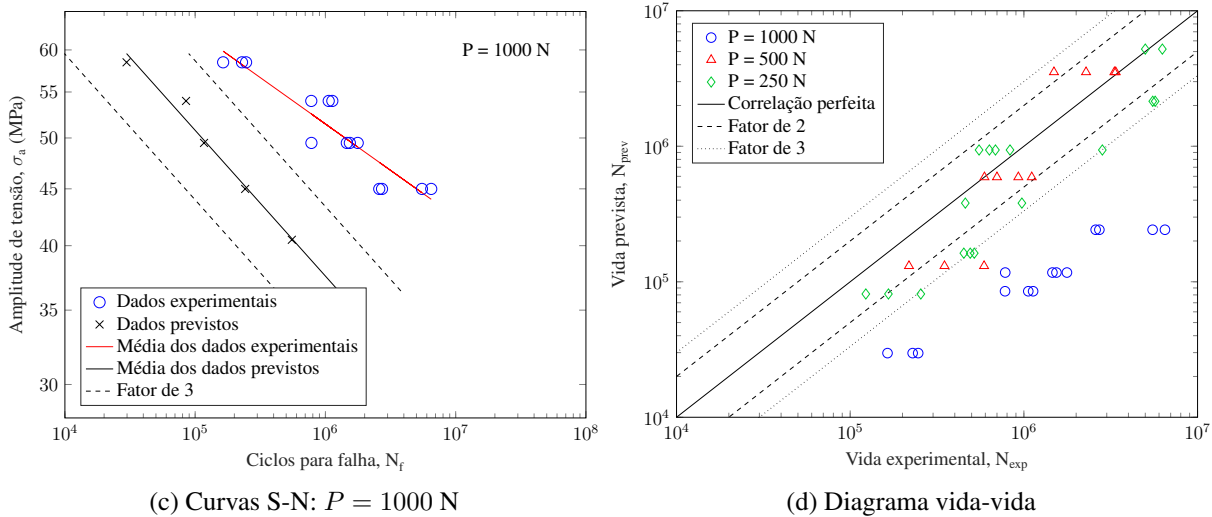 60
55
50
45
40
35
30
10^4
10^5
10^6
10^7
10^8
Amplitude de tensão, σ_a (MPa)
Ciclos para falha, N_f
P = 1000 N
Dados experimentais
Dados previstos
Média dos dados experimentais
Média dos dados previstos
Fator de 3
(c) Curvas S-N: P = 1000 N
10^7
10^6
10^5
10^4
10^4
10^5
10^6
10^7
Vida prevista, N_prev
Vida experimental, N_exp
P = 1000 N
P = 500 N
P = 250 N
Correlação perfeita
Fator de 2
Fator de 3
(d) Diagrama vida-vida